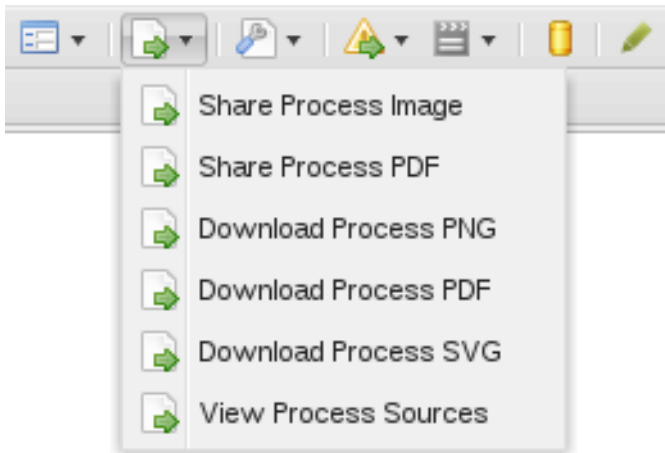 Share Process Image
Share Process PDF
Download Process PNG
Download Process PDF
Download Process SVG
View Process Sources